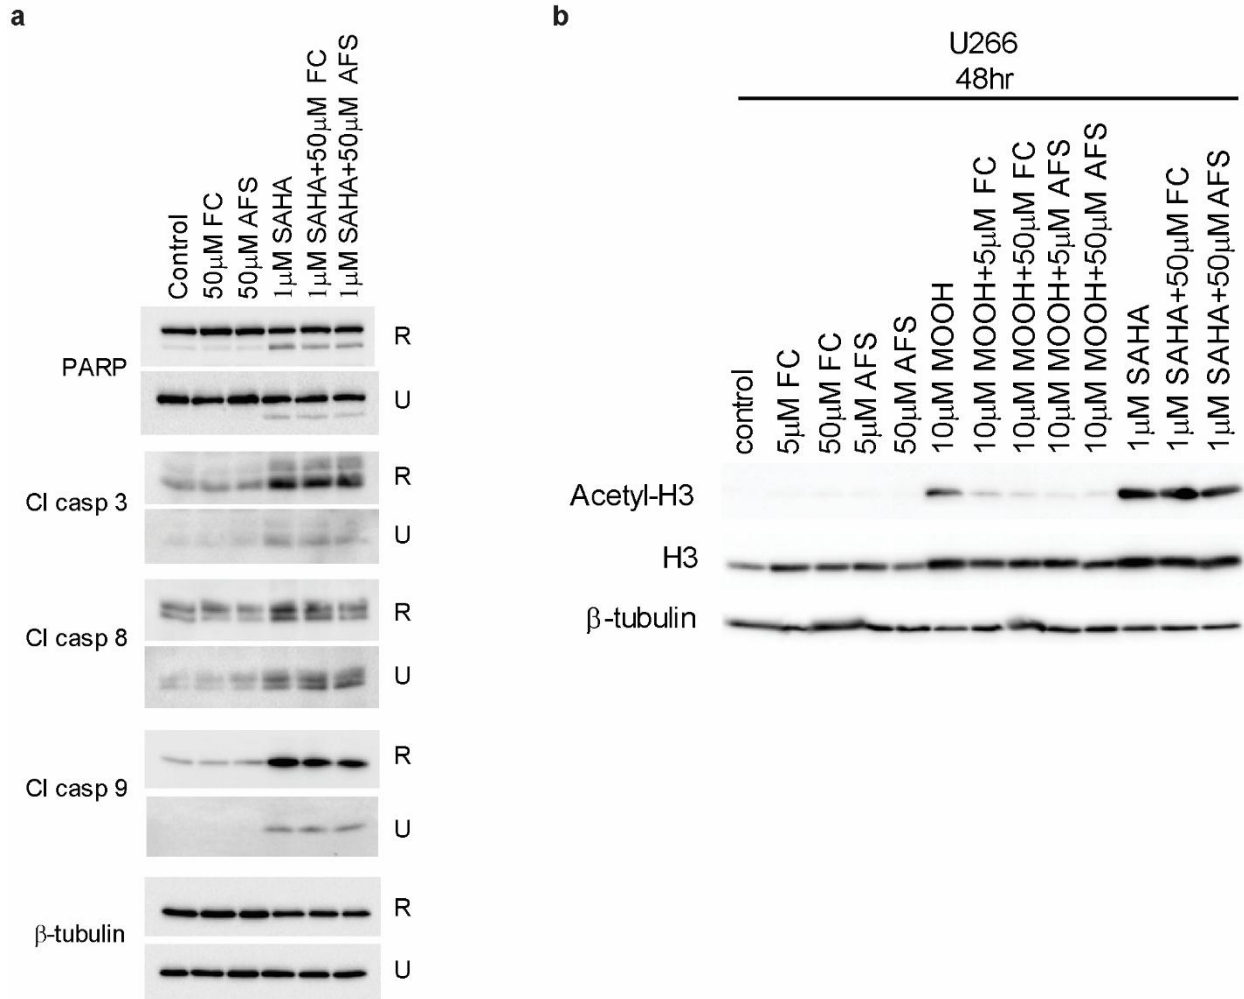 a
Control
50μM FC
50μM AFS
1μM SAHA
1μM SAHA+50μM FC
1μM SAHA+50μM AFS
PARP
R
U
Cl casp 3
R
U
Cl casp 8
R
U
Cl casp 9
R
U
β-tubulin
R
U
b
U266
48hr
control
5μM FC
50μM FC
5μM AFS
50μM AFS
10μM MOOH
10μM MOOH+5μM FC
10μM MOOH+50μM FC
10μM MOOH+5μM AFS
10μM MOOH+50μM AFS
1μM SAHA
1μM SAHA+50μM FC
1μM SAHA+50μM AFS
Acetyl-H3
H3
β-tubulin